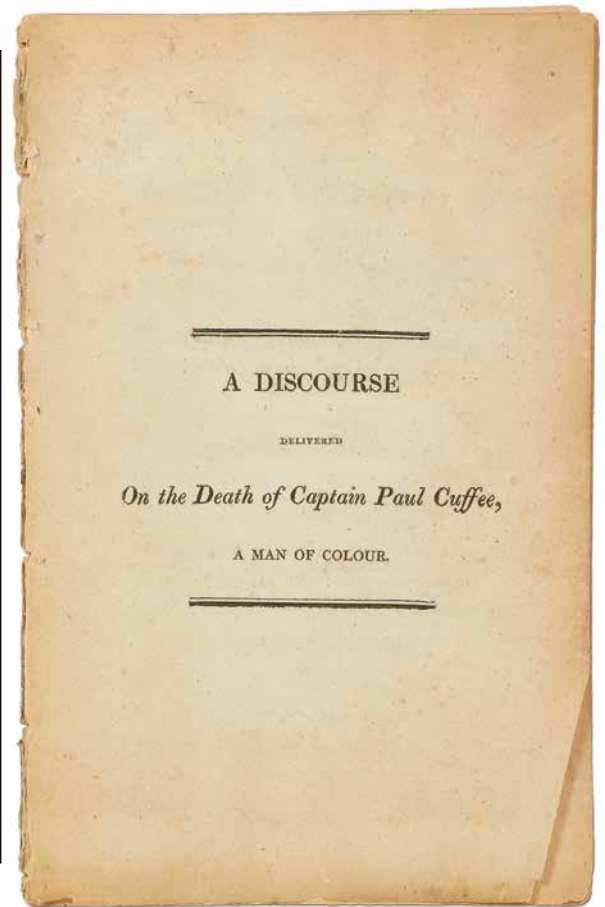 A DISCOURSE
DELIVERED
On the Death of Captain Paul Cuffee,
A MAN OF COLOUR.